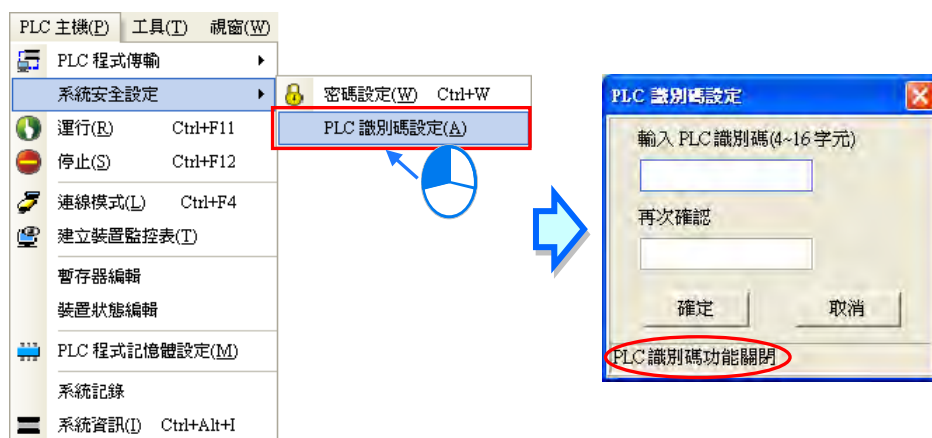 PLC 主機(P) 工具(T) 視窗(W)
PLC 程式傳輸
系統安全設定
運行(R) Ctrl+F11
停止(S) Ctrl+F12
連線模式(L) Ctrl+F4
建立裝置監控表(T)
暫存器編輯
裝置狀態編輯
PLC 程式記憶體設定(M)
系統記錄
系統資訊(I) Ctrl+Alt+I
密碼設定(W) Ctrl+W
PLC 識別碼設定(A)
PLC 識別碼設定
輸入 PLC 識別碼(4~16 字元)
再次確認
確定 取消
PLC 識別碼功能關閉